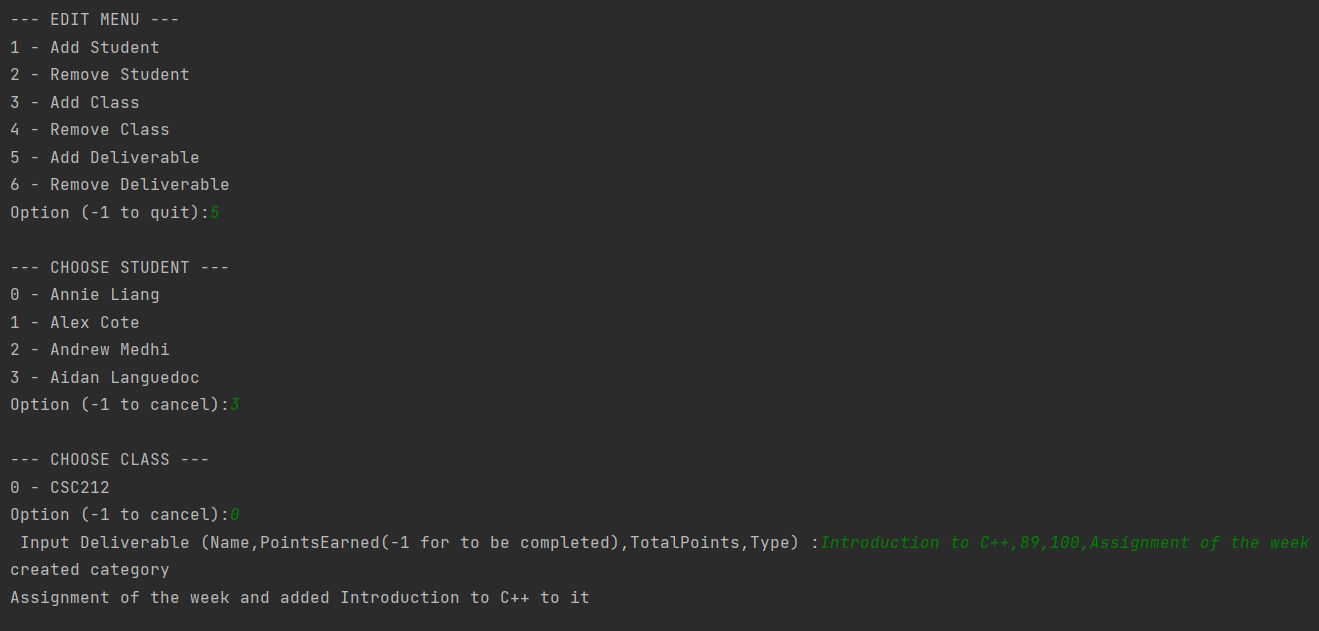 --- EDIT MENU ---
1 - Add Student
2 - Remove Student
3 - Add Class
4 - Remove Class
5 - Add Deliverable
6 - Remove Deliverable
Option (-1 to quit):5
--- CHOOSE STUDENT ---
0 - Annie Liang
1 - Alex Cote
2 - Andrew Medhi
3 - Aidan Languedoc
Option (-1 to cancel):3
--- CHOOSE CLASS ---
0 - CSC212
Option (-1 to cancel):0
Input Deliverable (Name,PointsEarned(-1 for to be completed),TotalPoints,Type) :Introduction to C++,89,100,Assignment of the week
created category
Assignment of the week and added Introduction to C++ to it